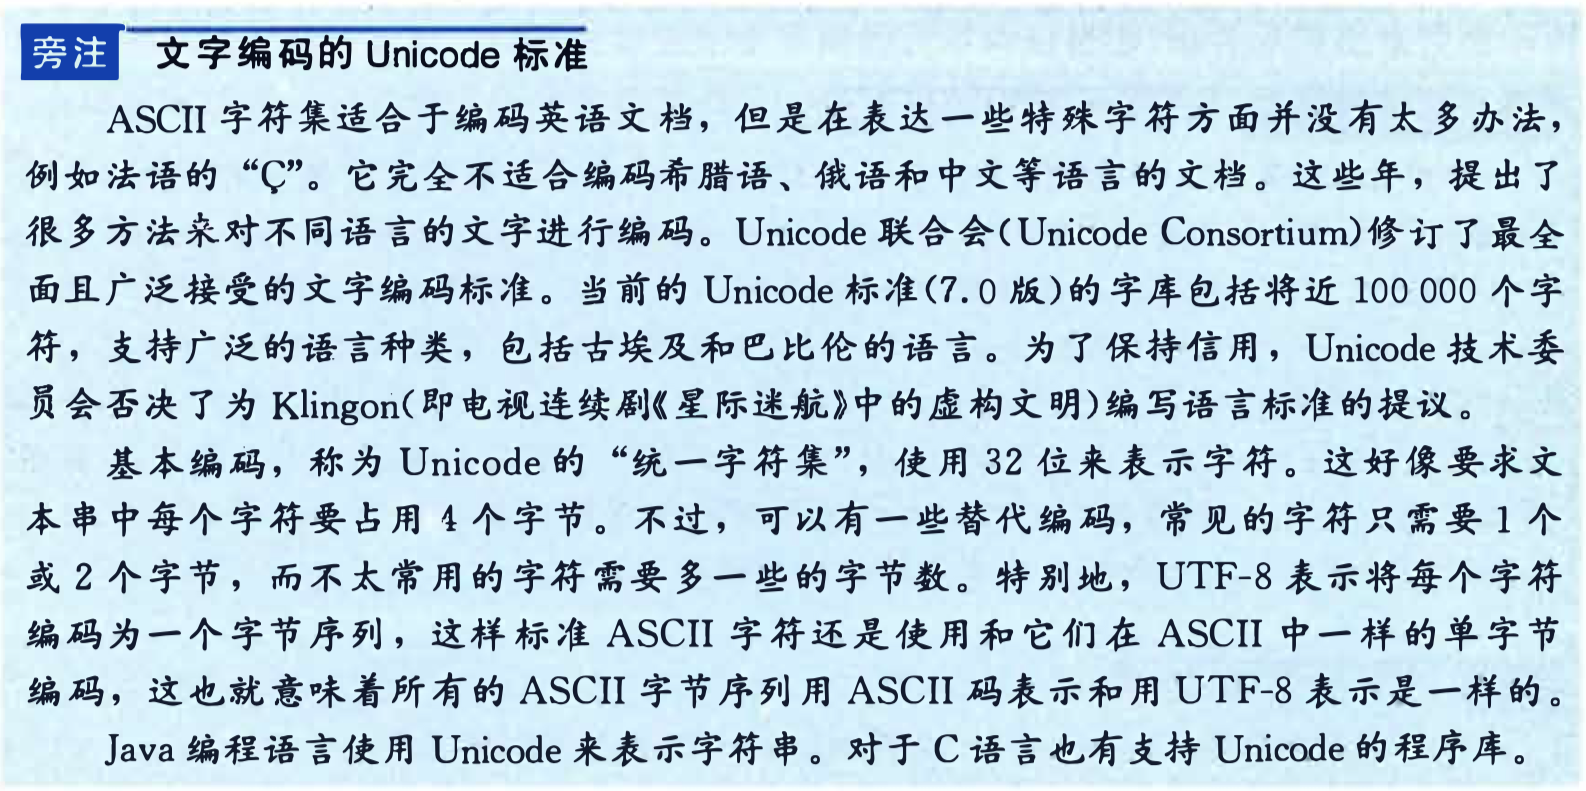 旁注 文字编码的 Unicode 标准
ASCII 字符集适合于编码英语文档，但是在表达一些特殊字符方面并没有太多办法，
例如法语的“Ç”。它完全不适合编码希腊语、俄语和中文等语言的文档。这些年，提出了
很多方法来对不同语言的文字进行编码。Unicode 联合会(Unicode Consortium)修订了最全
面且广泛接受的文字编码标准。当前的 Unicode 标准(7.0 版)的字库包括将近 100 000 个字
符，支持广泛的语言种类，包括古埃及和巴比伦的语言。为了保持信用，Unicode 技术委
员会否决了为 Klingon(即电视连续剧《星际迷航》中的虚构文明)编写语言标准的提议。
基本编码，称为 Unicode 的“统一字符集”，使用 32 位来表示字符。这好像要求文
本串中每个字符要占用 4 个字节。不过，可以有一些替代编码，常见的字符只需要 1 个
或 2 个字节，而不太常用的字符需要多一些的字节数。特别地，UTF-8 表示将每个字符
编码为一个字节序列，这样标准 ASCII 字符还是使用和它们在 ASCII 中一样的单字节
编码，这也就意味着所有的 ASCII 字节序列用 ASCII 码表示和用 UTF-8 表示是一样的。
Java 编程语言使用 Unicode 来表示字符串。对于 C 语言也有支持 Unicode 的程序库。